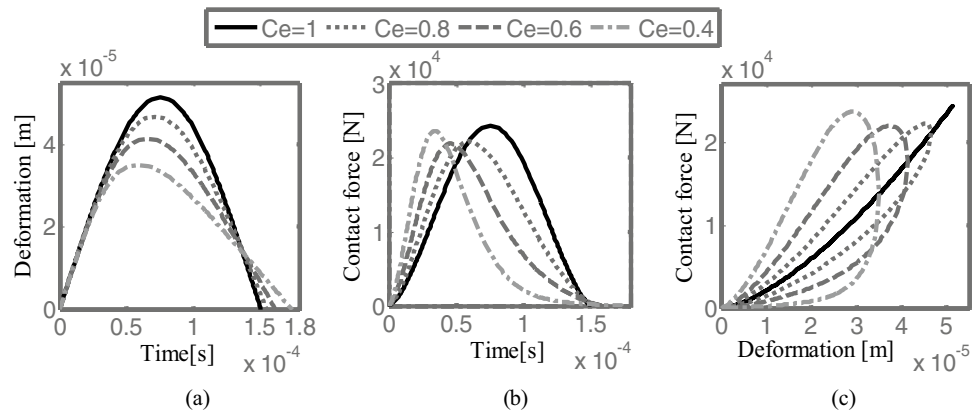 Ce=1 Ce=0.8 Ce=0.6 Ce=0.4
x 10^-5
Deformation [m]
4
2
0
0 0.5 1 1.5 1.8
Time[s]
x 10^-4
(a)
x 10^4
Contact force [N]
3
2
1
0
0 0.5 1 1.5
Time[s]
x 10^-4
(b)
x 10^4
Contact force [N]
2
1
0
0 1 2 3 4 5
Deformation [m]
x 10^-5
(c)